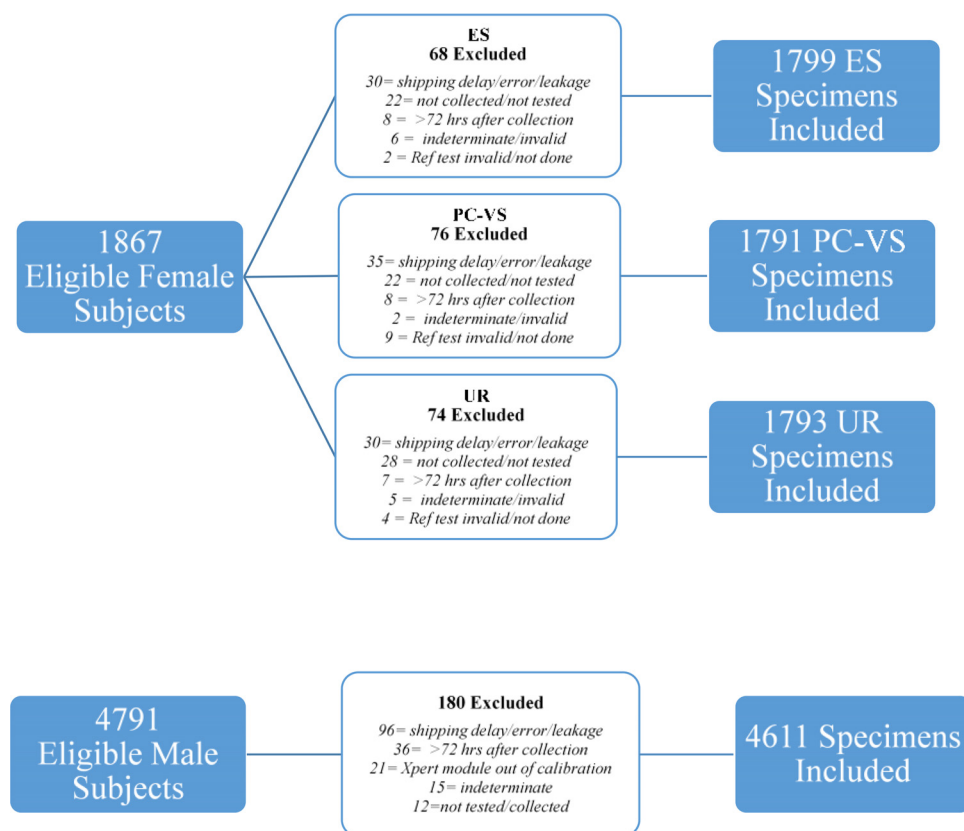 1867
Eligible Female
Subjects
ES
68 Excluded
30= shipping delay/error/leakage
22= not collected/not tested
8 = >72 hrs after collection
6 = indeterminate/invalid
2 = Ref test invalid/not done
1799 ES
Specimens
Included
PC-VS
76 Excluded
35= shipping delay/error/leakage
22 = not collected/not tested
8 = >72 hrs after collection
2 = indeterminate/invalid
9 = Ref test invalid/not done
1791 PC-VS
Specimens
Included
UR
74 Excluded
30= shipping delay/error/leakage
28 = not collected/not tested
7 = >72 hrs after collection
5 = indeterminate/invalid
4 = Ref test invalid/not done
1793 UR
Specimens
Included
4791
Eligible Male
Subjects
180 Excluded
96= shipping delay/error/leakage
36= >72 hrs after collection
21= Xpert module out of calibration
15= indeterminate
12=not tested/collected
4611 Specimens
Included